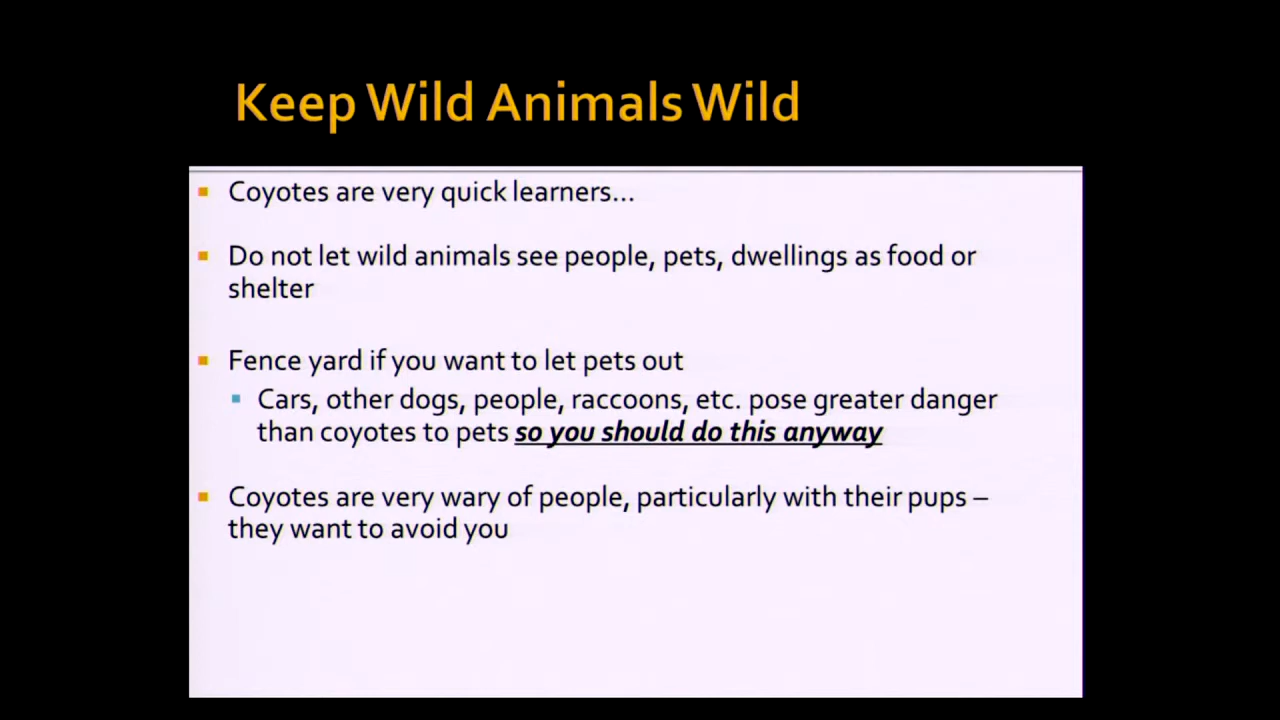 Keep Wild Animals Wild
Coyotes are very quick learners...
Do not let wild animals see people, pets, dwellings as food or
shelter
Fence yard if you want to let pets out
Cars, other dogs, people, raccoons, etc. pose greater danger
than coyotes to pets so you should do this anyway
Coyotes are very wary of people, particularly with their pups –
they want to avoid you